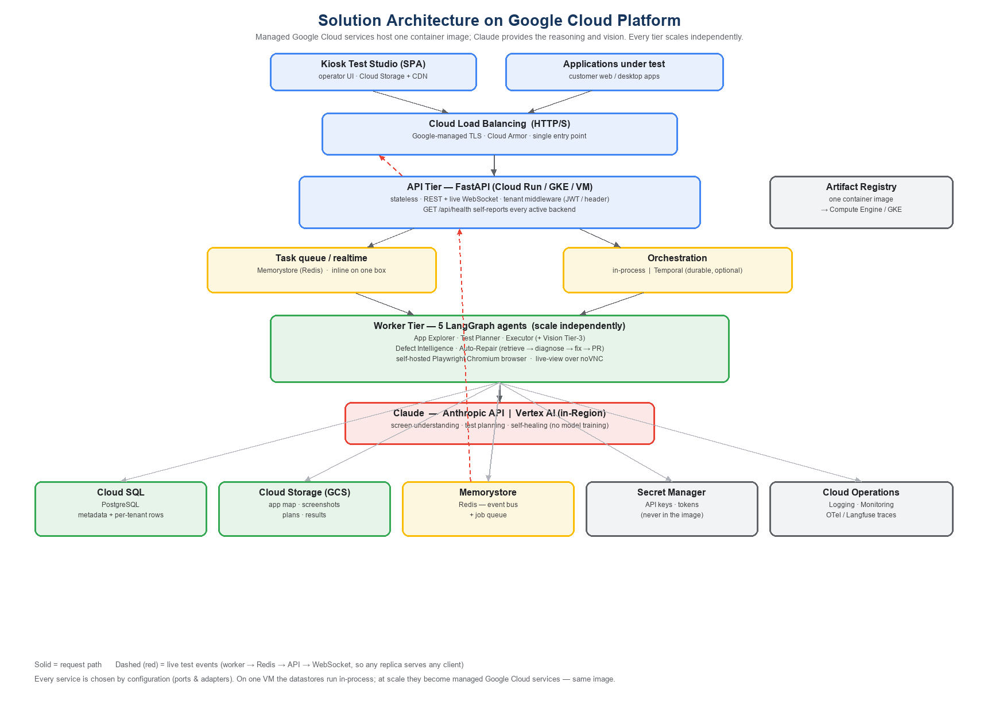 Solution Architecture on Google Cloud Platform
Managed Google Cloud services host one container image; Claude provides the reasoning and vision. Every tier scales independently.
Kiosk Test Studio (SPA)
operator UI · Cloud Storage + CDN
Applications under test
customer web / desktop apps
Cloud Load Balancing (HTTP/S)
Google-managed TLS · Cloud Armor · single entry point
API Tier — FastAPI (Cloud Run / GKE / VM)
stateless · REST + live WebSocket · tenant middleware (JWT / header)
GET /api/health self-reports every active backend
Artifact Registry
one container image
→ Compute Engine / GKE
Task queue / realtime
Memorystore (Redis) · inline on one box
Orchestration
in-process | Temporal (durable, optional)
Worker Tier — 5 LangGraph agents (scale independently)
App Explorer · Test Planner · Executor (+ Vision Tier-3)
Defect Intelligence · Auto-Repair (retrieve → diagnose → fix → PR)
self-hosted Playwright Chromium browser · live-view over noVNC
Claude — Anthropic API | Vertex AI (in-Region)
screen understanding · test planning · self-healing (no model training)
Cloud SQL
PostgreSQL
metadata + per-tenant rows
Cloud Storage (GCS)
app map · screenshots
plans · results
Memorystore
Redis — event bus
+ job queue
Secret Manager
API keys · tokens
(never in the image)
Cloud Operations
Logging · Monitoring
OTel / Langfuse traces
Solid = request path Dashed (red) = live test events (worker → Redis → API → WebSocket, so any replica serves any client)
Every service is chosen by configuration (ports & adapters). On one VM the datastores run in-process; at scale they become managed Google Cloud services — same image.